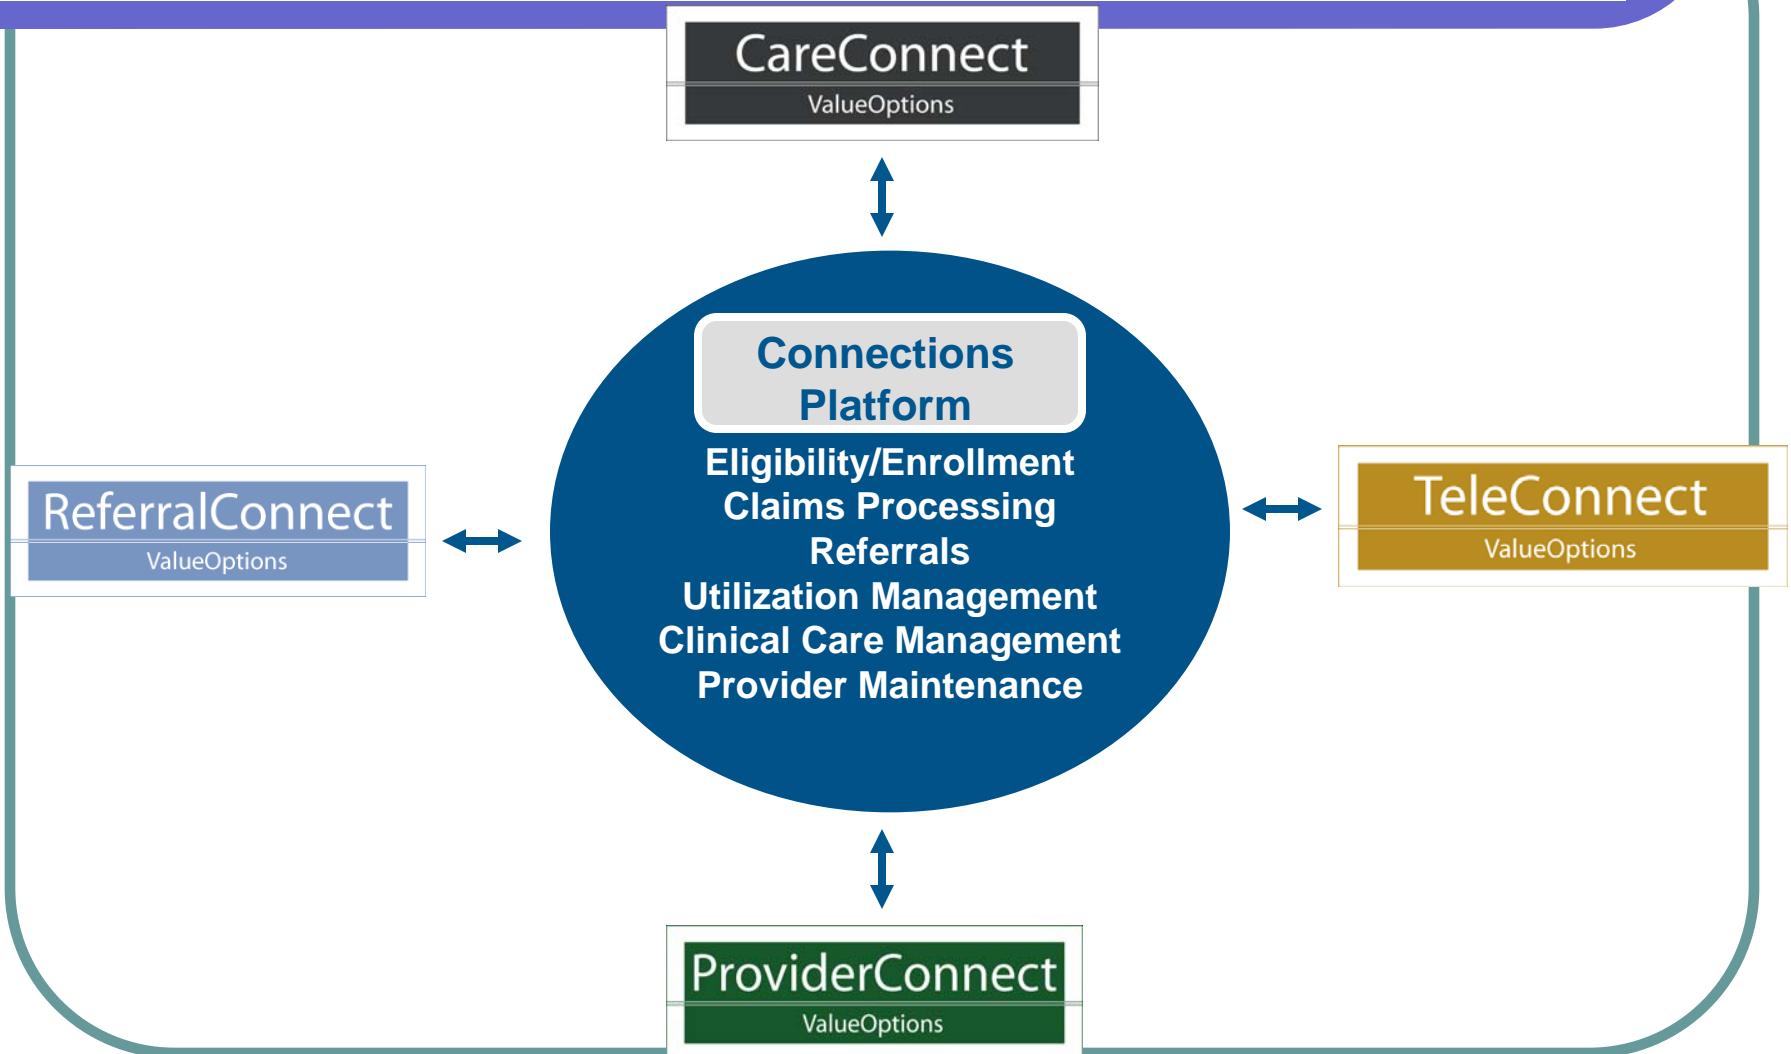 CareConnect
ValueOptions
Connections
Platform
Eligibility/Enrollment
Claims Processing
Referrals
Utilization Management
Clinical Care Management
Provider Maintenance
ReferralConnect
ValueOptions
TeleConnect
ValueOptions
ProviderConnect
ValueOptions